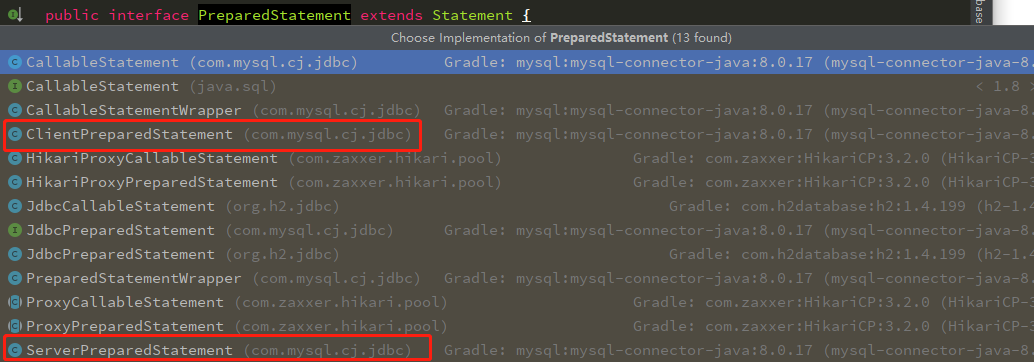 public interface PreparedStatement extends Statement {
Choose Implementation of PreparedStatement (13 found)
CallableStatement (com.mysql.cj.jdbc) Gradle: mysql:mysql-connector-java:8.0.17 (mysql-connector-java-8.
CallableStatement (java.sql) < 1.8 >
CallableStatementWrapper (com.mysql.cj.jdbc) Gradle: mysql:mysql-connector-java:8.0.17 (mysql-connector-java-8.
ClientPreparedStatement (com.mysql.cj.jdbc) Gradle: mysql:mysql-connector-java:8.0.17 (mysql-connector-java-8.
HikariProxyCallableStatement (com.zaxxer.hikari.pool) Gradle: com.zaxxer:HikariCP:3.2.0 (HikariCP-3
HikariProxyPreparedStatement (com.zaxxer.hikari.pool) Gradle: com.zaxxer:HikariCP:3.2.0 (HikariCP-3
JdbcCallableStatement (org.h2.jdbc) Gradle: com.h2database:h2:1.4.199 (h2-1.4
JdbcPreparedStatement (com.mysql.cj.jdbc) Gradle: mysql:mysql-connector-java:8.0.17 (mysql-connector-java-8.
JdbcPreparedStatement (org.h2.jdbc) Gradle: com.h2database:h2:1.4.199 (h2-1.4
PreparedStatementWrapper (com.mysql.cj.jdbc) Gradle: mysql:mysql-connector-java:8.0.17 (mysql-connector-java-8.
ProxyCallableStatement (com.zaxxer.hikari.pool) Gradle: com.zaxxer:HikariCP:3.2.0 (HikariCP-3
ProxyPreparedStatement (com.zaxxer.hikari.pool) Gradle: com.zaxxer:HikariCP:3.2.0 (HikariCP-3
ServerPreparedStatement (com.mysql.cj.jdbc) Gradle: mysql:mysql-connector-java:8.0.17 (mysql-connector-java-8.